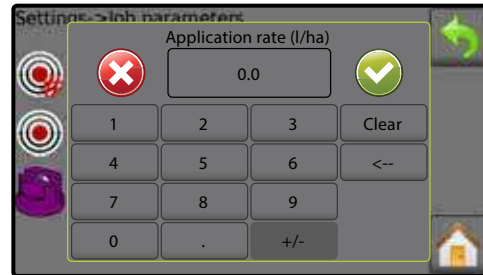 Settings->Job parameters
Application rate (l/ha)
0.0
1 2 3 Clear
4 5 6 <--
7 8 9
0 . +/-